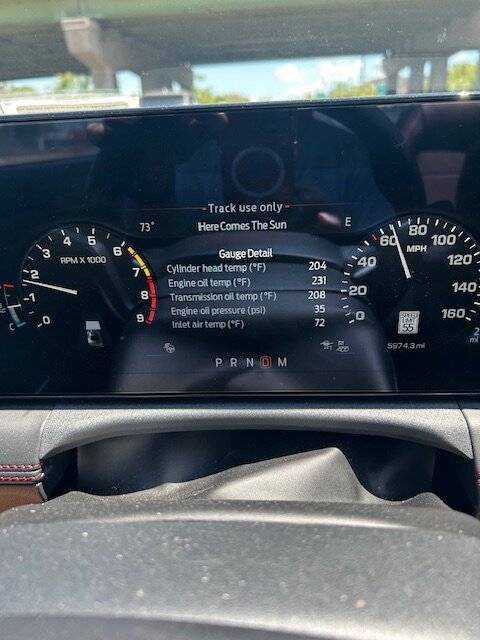 - Track use only -
73° Here Comes The Sun E
Gauge Detail
Cylinder head temp (°F) 204
Engine oil temp (°F) 231
Transmission oil temp (°F) 208
Engine oil pressure (psi) 35
Inlet air temp (°F) 72
P R N D M
0 1 2 3 4 5 6 7 8 9
RPM X 1000
0 20 40 60 80 100 120 140 160
MPH
SPEED
LIMIT
55
5974.3 mi
2
mi
C